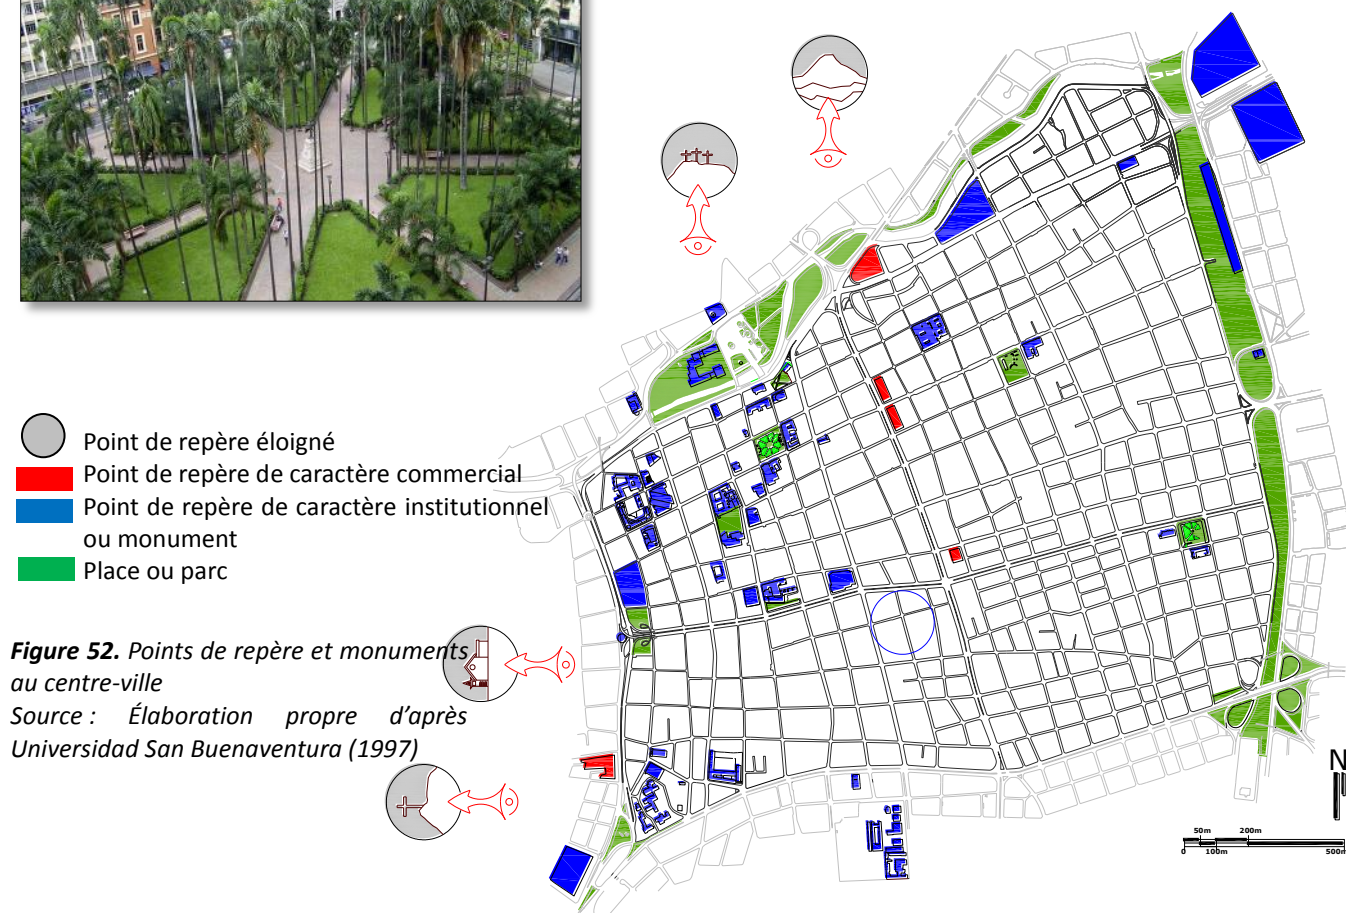 Point de repère éloigné
Point de repère de caractère commercial
Point de repère de caractère institutionnel
ou monument
Place ou parc
Figure 52. Points de repère et monuments
au centre-ville
Source : Élaboration propre d’après
Universidad San Buenaventura (1997)
N
50m 200m
0 100m 500m